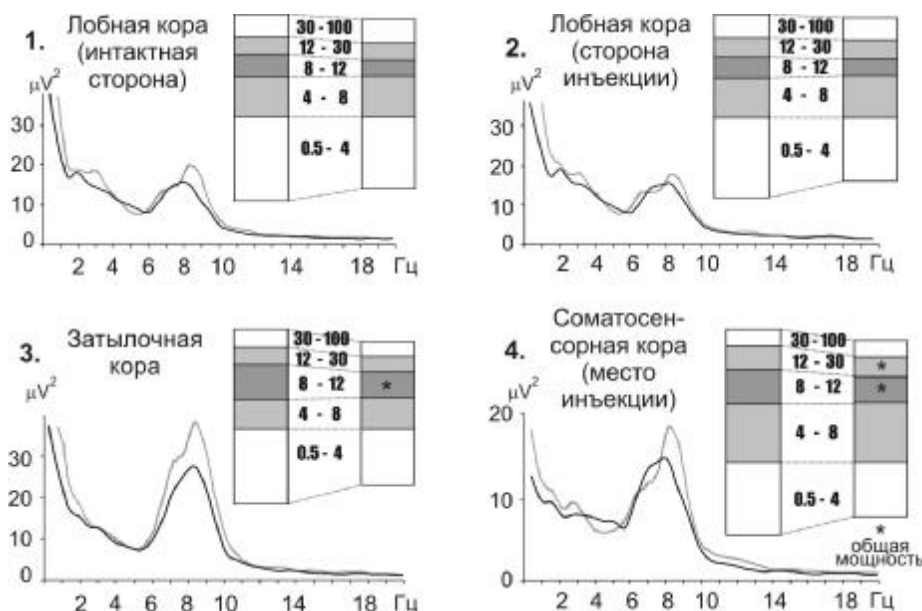 1. Лобная кора
(интактная
сторона)
μV²
30
20
10
0
2 4 6 8 10 14 18 Гц
30 - 100
12 - 30
8 - 12
4 - 8
0.5 - 4
2. Лобная кора
(сторона
инъекции)
μV²
30
20
10
0
2 4 6 8 10 14 18 Гц
30 - 100
12 - 30
8 - 12
4 - 8
0.5 - 4
3. Затылочная
кора
μV²
30
20
10
0
2 4 6 8 10 14 18 Гц
30 - 100
12 - 30
8 - 12 *
4 - 8
0.5 - 4
4. Соматосен-
сорная кора
(место
инъекции)
μV²
20
10
0
2 4 6 8 10 14 18 Гц
30 - 100
12 - 30 *
8 - 12 *
4 - 8
0.5 - 4
*
общая
мощность